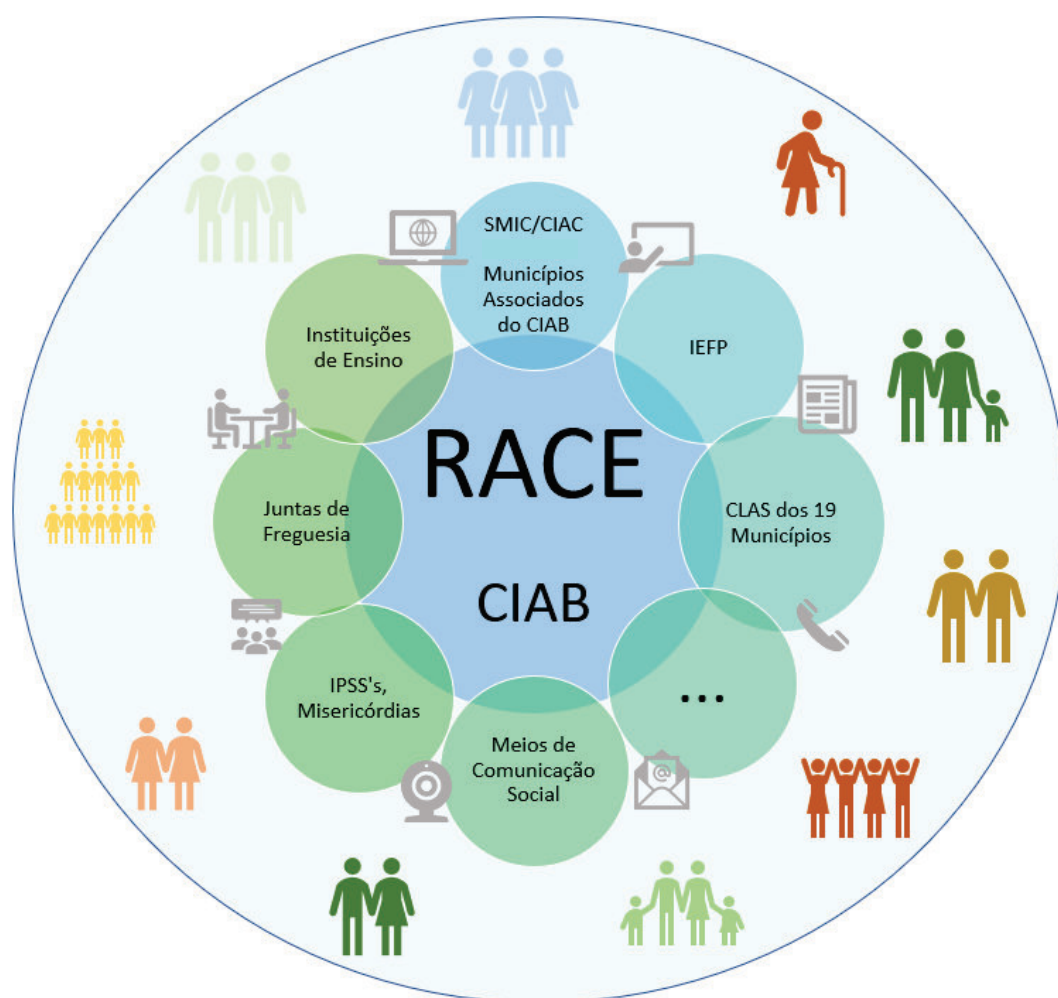 SMIC/CIAC
Municípios
Associados
do CIAB
IEFP
CLAS dos 19
Municípios
...
Meios de
Comunicação
Social
IPSS's,
Misericórdias
Juntas de
Freguesia
Instituições
de Ensino
RACE
CIAB
@